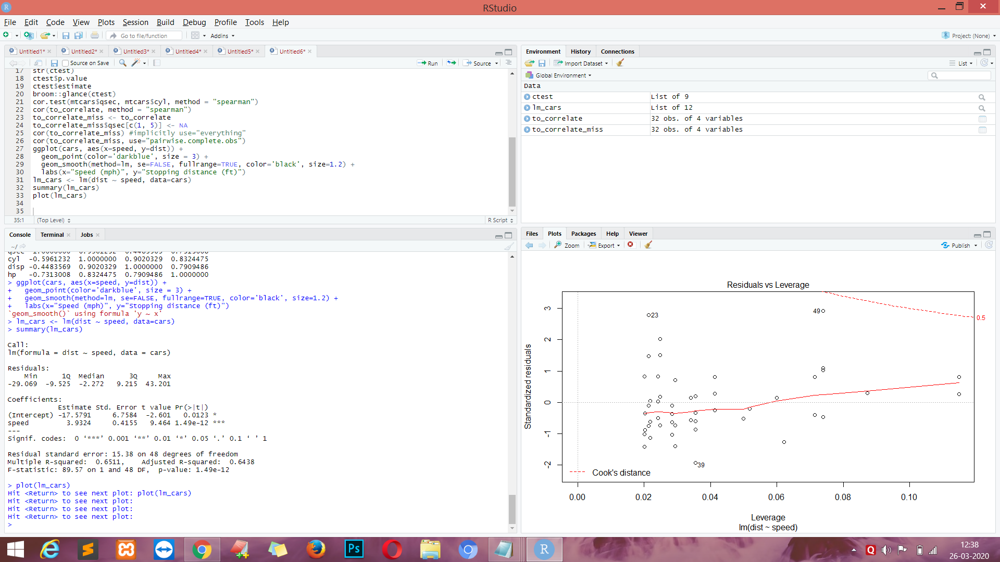 RStudio
File Edit Code View Plots Session Build Debug Profile Tools Help
Go to file/function Addins Project: (None)
Untitled1* Untitled2* Untitled3* Untitled4* Untitled5* Untitled6*
Source on Save Run Source
17 str(ctest)
18 ctest$p.value
19 ctest$estimate
20 broom::glance(ctest)
21 cor.test(mtcars$qsec, mtcars$cyl, method = "spearman")
22 cor(to_correlate, method = "spearman")
23 to_correlate_miss <- to_correlate
24 to_correlate_miss$qsec[c(1, 5)] <- NA
25 cor(to_correlate_miss) #implicitly use="everything"
26 cor(to_correlate_miss, use="pairwise.complete.obs")
27 ggplot(cars, aes(x=speed, y=dist)) +
28 geom_point(color='darkblue', size = 3) +
29 geom_smooth(method=lm, se=FALSE, fullrange=TRUE, color='black', size=1.2) +
30 labs(x="Speed (mph)", y="Stopping distance (ft)")
31 lm_cars <- lm(dist ~ speed, data=cars)
32 summary(lm_cars)
33 plot(lm_cars)
34
35
35:1 (Top Level) R Script
Console Terminal Jobs
~/
cyl -0.5961232 1.0000000 0.9020329 0.8324475
disp -0.4483569 0.9020329 1.0000000 0.7909486
hp -0.7313008 0.8324475 0.7909486 1.0000000
> ggplot(cars, aes(x=speed, y=dist)) +
+ geom_point(color='darkblue', size = 3) +
+ geom_smooth(method=lm, se=FALSE, fullrange=TRUE, color='black', size=1.2) +
+ labs(x="Speed (mph)", y="Stopping distance (ft)")
`geom_smooth()` using formula 'y ~ x'
> lm_cars <- lm(dist ~ speed, data=cars)
> summary(lm_cars)
Call:
lm(formula = dist ~ speed, data = cars)
Residuals:
Min 1Q Median 3Q Max
-29.069 -9.525 -2.272 9.215 43.201
Coefficients:
Estimate Std. Error t value Pr(>|t|)
(Intercept) -17.5791 6.7584 -2.601 0.0123 *
speed 3.9324 0.4155 9.464 1.49e-12 ***
---
Signif. codes: 0 ‘***’ 0.001 ‘**’ 0.01 ‘*’ 0.05 ‘.’ 0.1 ‘ ’ 1
Residual standard error: 15.38 on 48 degrees of freedom
Multiple R-squared: 0.6511, Adjusted R-squared: 0.6438
F-statistic: 89.57 on 1 and 48 DF, p-value: 1.49e-12
> plot(lm_cars)
Hit <Return> to see next plot: plot(lm_cars)
Hit <Return> to see next plot:
Hit <Return> to see next plot:
Hit <Return> to see next plot:
>
Environment History Connections
Import Dataset List
Global Environment
Data
ctest List of 9
lm_cars List of 12
to_correlate 32 obs. of 4 variables
to_correlate_miss 32 obs. of 4 variables
Files Plots Packages Help Viewer
Zoom Export Publish
Residuals vs Leverage
Standardized residuals
3
2
1
0
-1
-2
23
49
0.5
39
Cook's distance
0.00 0.02 0.04 0.06 0.08 0.10
Leverage
lm(dist ~ speed)
Ps
R
Q
12:38
26-03-2020